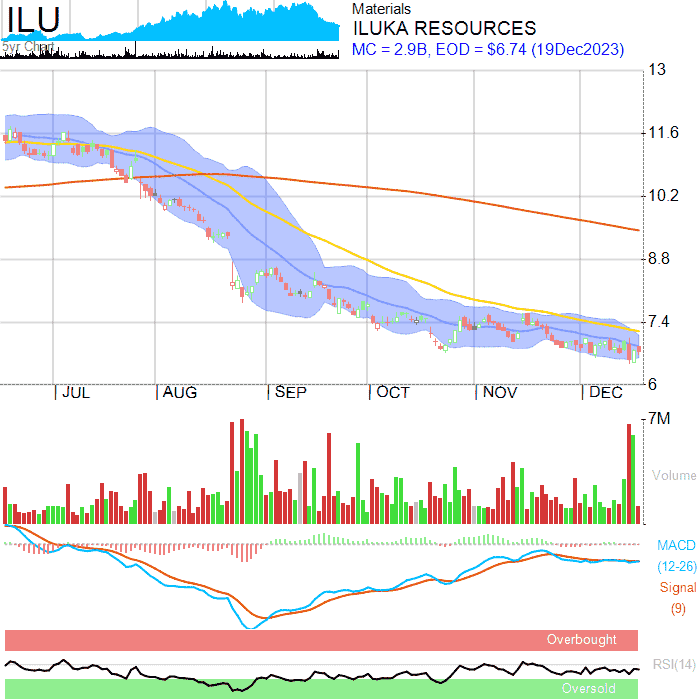 ILU
5yr Chart
Materials
ILUKA RESOURCES
MC = 2.9B, EOD = $6.74 (19Dec2023)
13
11.6
10.2
8.8
7.4
6
JUL AUG SEP OCT NOV DEC
7M
Volume
MACD
(12-26)
Signal
(9)
Overbought
RSI(14)
Oversold